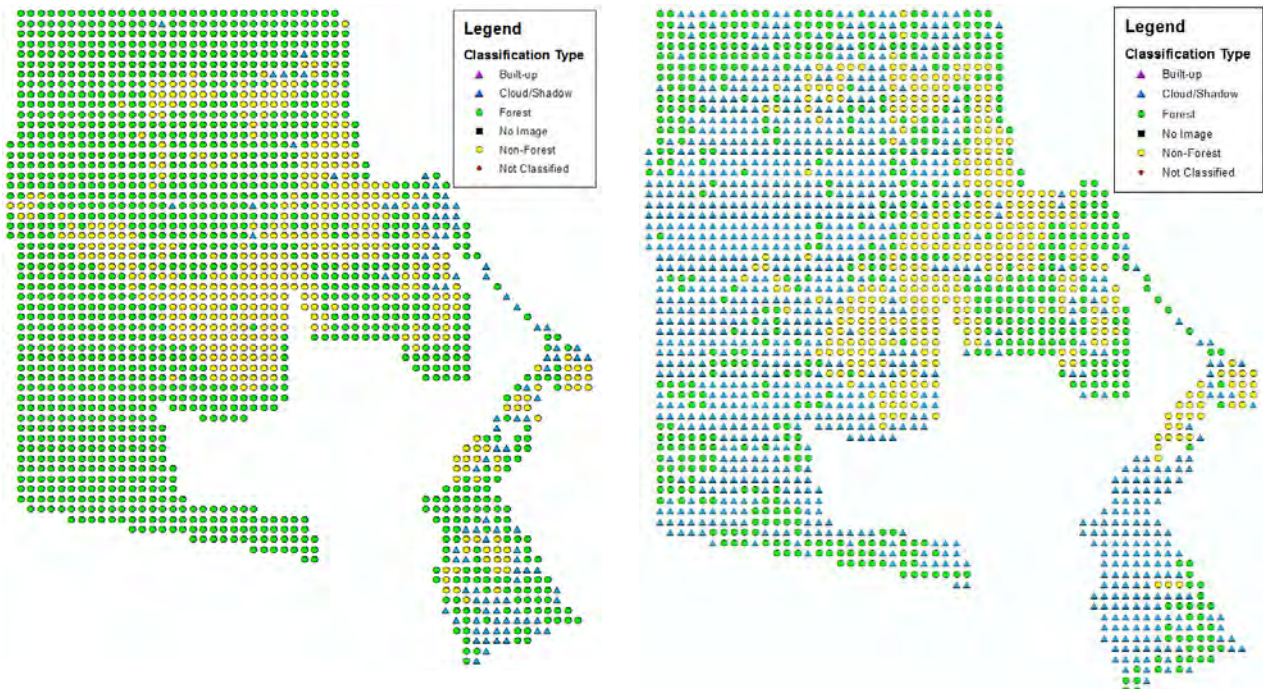 Legend
Classification Type
Built-up
Cloud/Shadow
Forest
No Image
Non-Forest
Not Classified
Legend
Classification Type
Built-up
Cloud/Shadow
Forest
No Image
Non-Forest
Not Classified